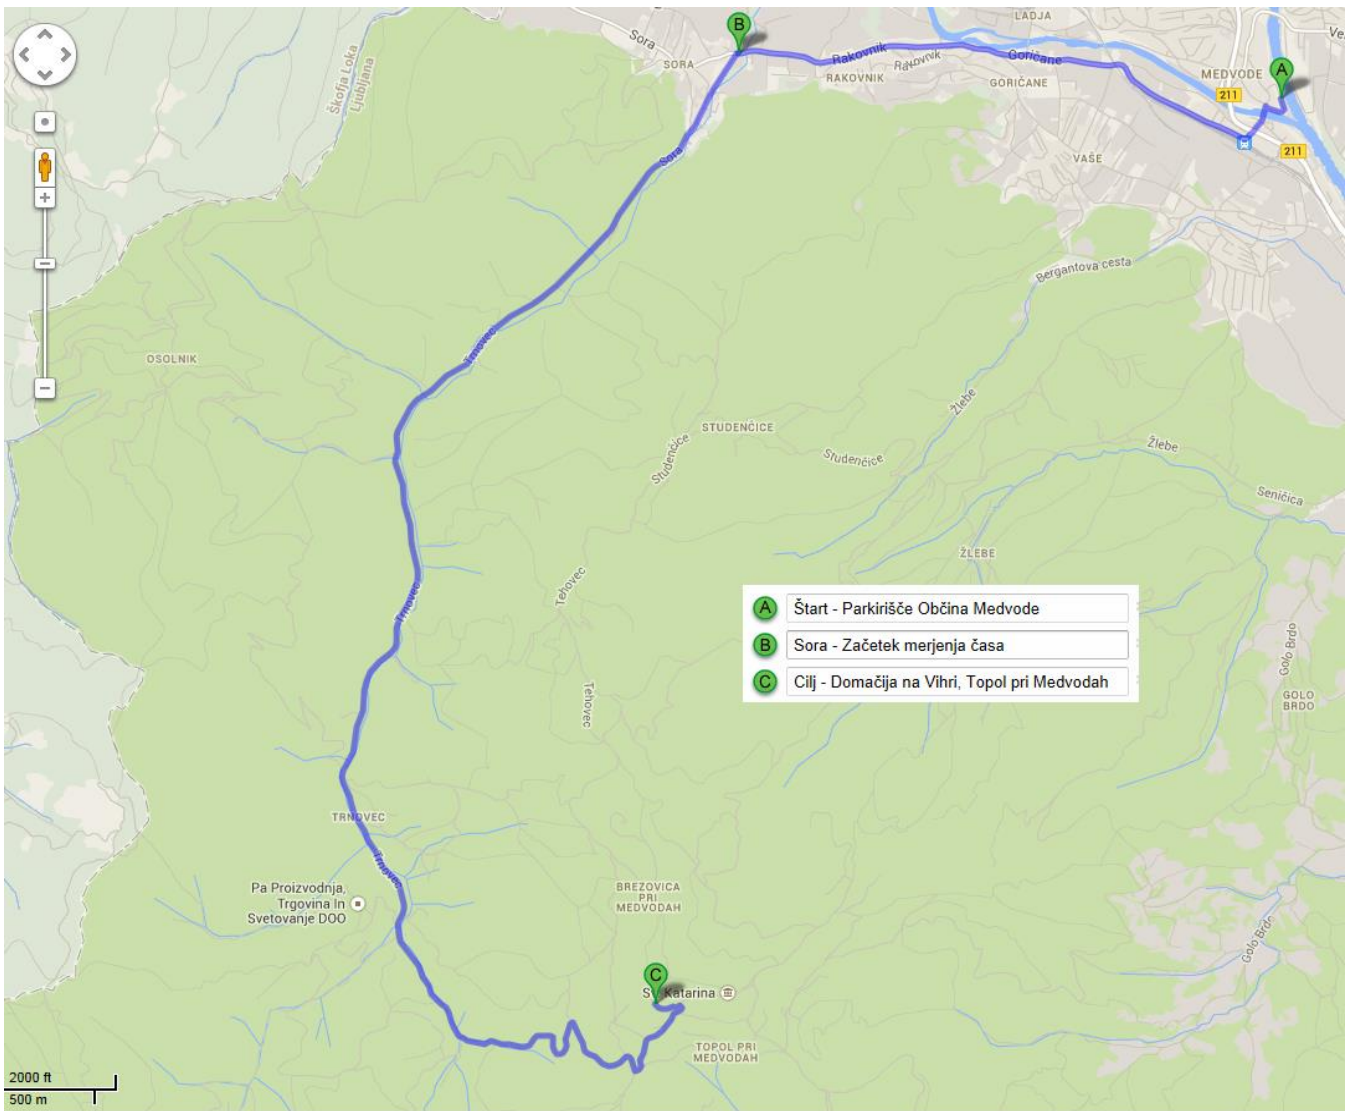 B
LADJA
Sora
SORA
Rakovnik
Rakovnik
RAKOVNIK
Goričane
GORIČANE
MEDVODE
A
211
211
VAŠE
Škofja Loka
Ljubljana
Sora
Bergantova cesta
Trnovec
OSOLNIK
Žlebe
STUDENČICE
Studenčice
Studenčice
Žlebe
Seničica
ŽLEBE
Tehovec
Trnovec
A Štart - Parkirišče Občina Medvode
B Sora - Začetek merjenja časa
C Cilj - Domačija na Vihri, Topol pri Medvodah
Golo Brdo
GOLO
BRDO
Tehovec
TRNOVEC
Trnovec
Pa Proizvodnja,
Trgovina In
Svetovanje DOO
BREZOVICA
PRI
MEDVODAH
Golo Brdo
C
Katarina
TOPOL PRI
MEDVODAH
2000 ft
500 m